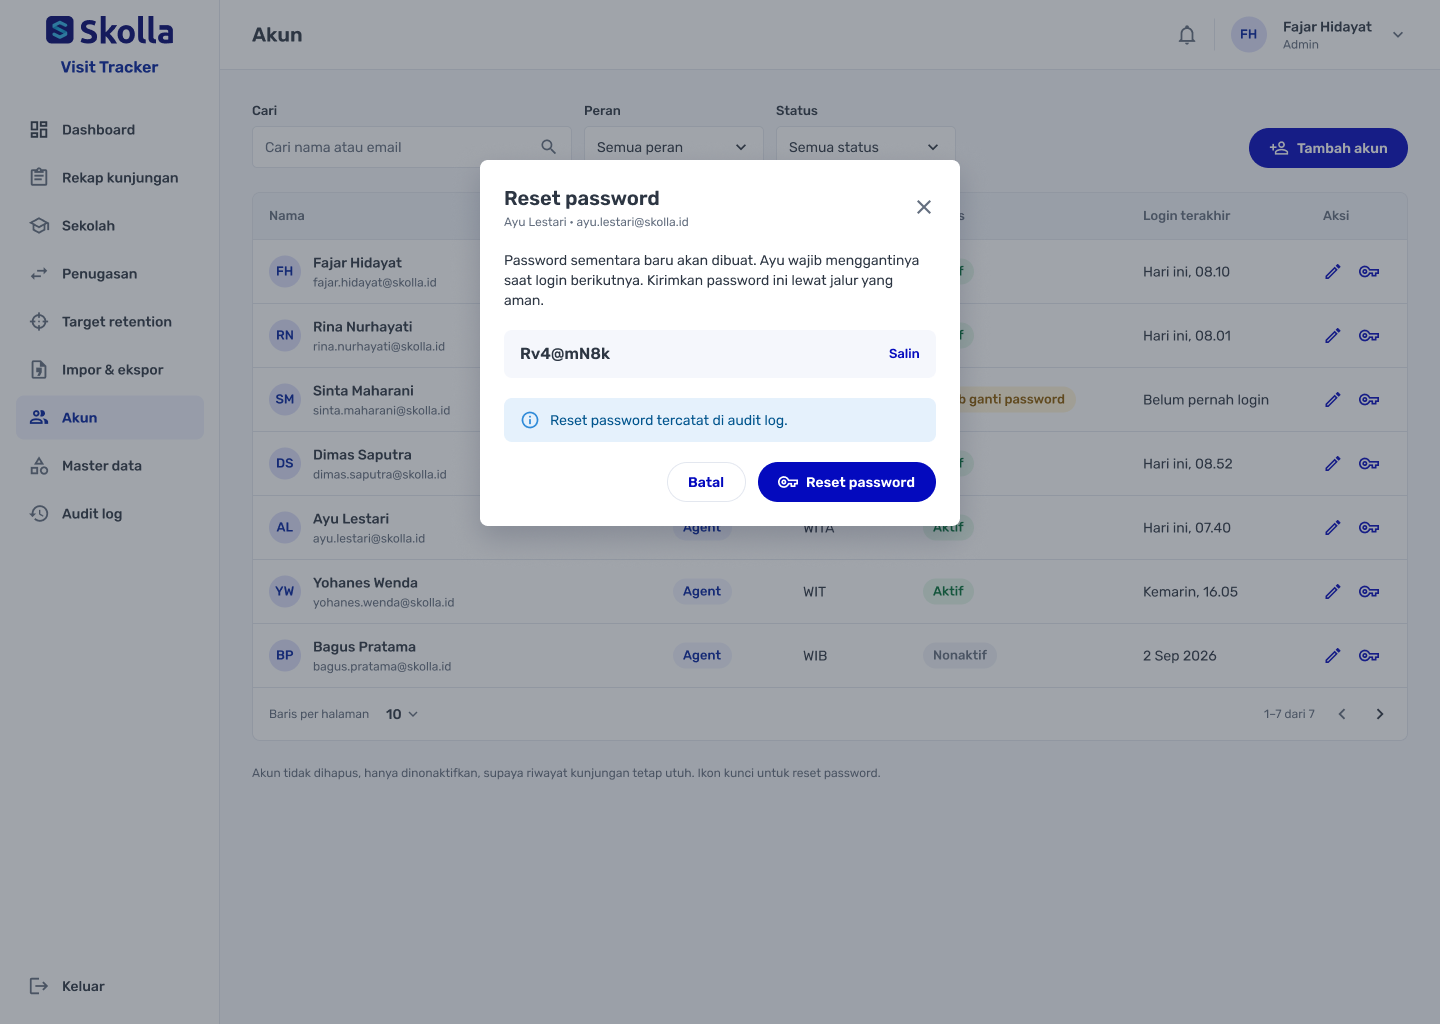 Skolla
Visit Tracker
Dashboard
Rekap kunjungan
Sekolah
Penugasan
Target retention
Impor & ekspor
Akun
Master data
Audit log
Keluar
Akun
FH
Fajar Hidayat
Admin
Cari
Peran
Status
Cari nama atau email
Semua peran
Semua status
Tambah akun
Nama
Login terakhir
Aksi
FH
Fajar Hidayat
fajar.hidayat@skolla.id
Hari ini, 08.10
RN
Rina Nurhayati
rina.nurhayati@skolla.id
Hari ini, 08.01
SM
Sinta Maharani
sinta.maharani@skolla.id
ganti password
Belum pernah login
DS
Dimas Saputra
dimas.saputra@skolla.id
Hari ini, 08.52
AL
Ayu Lestari
ayu.lestari@skolla.id
Agent
WITA
Aktif
Hari ini, 07.40
YW
Yohanes Wenda
yohanes.wenda@skolla.id
Agent
WIT
Aktif
Kemarin, 16.05
BP
Bagus Pratama
bagus.pratama@skolla.id
Agent
WIB
Nonaktif
2 Sep 2026
Baris per halaman 10
1–7 dari 7
Akun tidak dihapus, hanya dinonaktifkan, supaya riwayat kunjungan tetap utuh. Ikon kunci untuk reset password.
Reset password
Ayu Lestari • ayu.lestari@skolla.id
Password sementara baru akan dibuat. Ayu wajib menggantinya
saat login berikutnya. Kirimkan password ini lewat jalur yang
aman.
Rv4@mN8k
Salin
Reset password tercatat di audit log.
Batal
Reset password